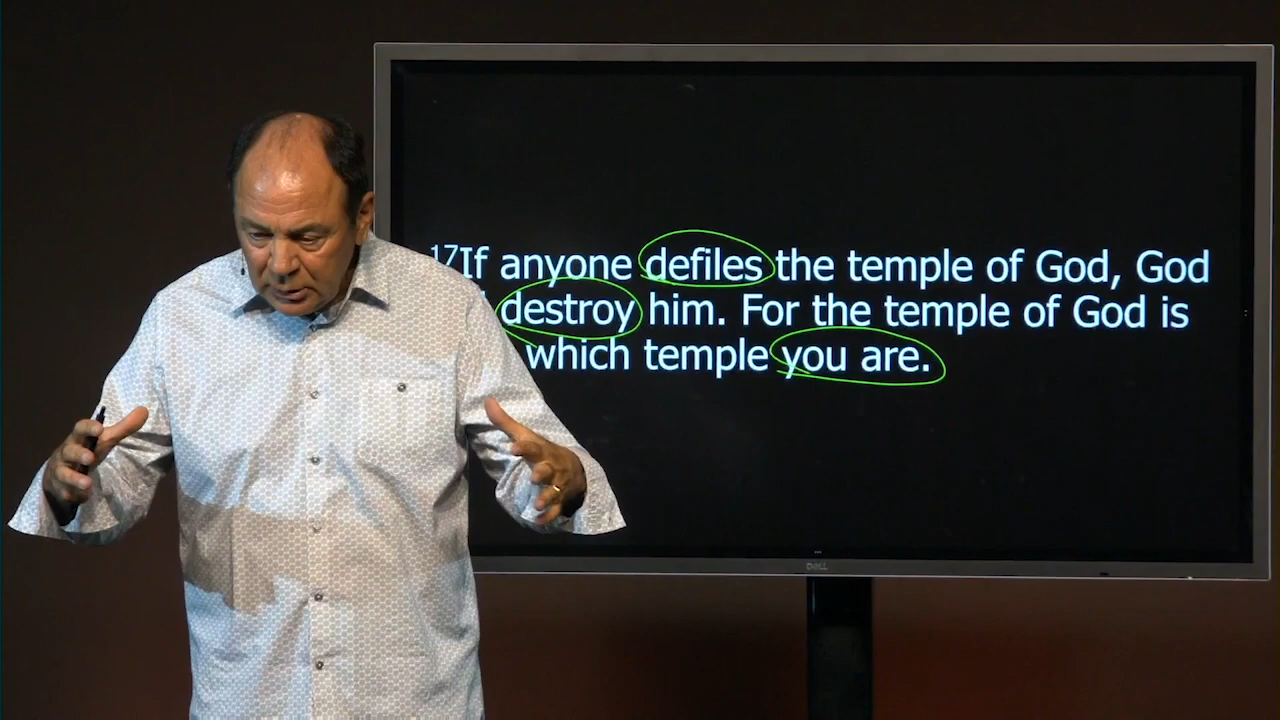 17If anyone defiles the temple of God, God
destroy him. For the temple of God is
which temple you are.
DELL